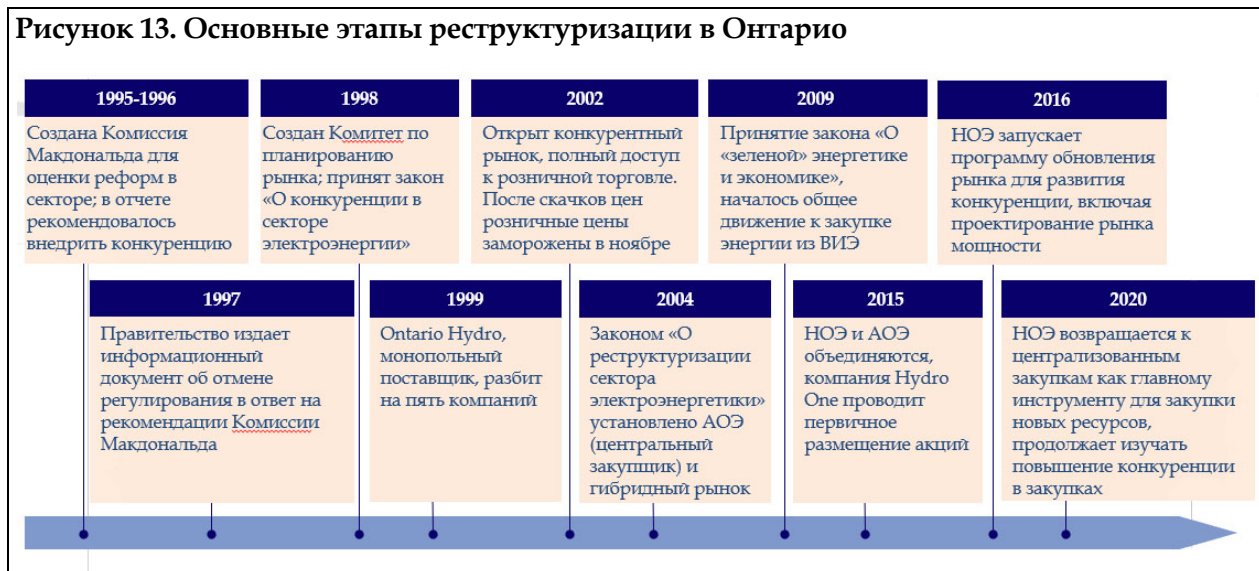 Рисунок 13. Основные этапы реструктуризации в Онтарио
1995-1996
Создана Комиссия
Макдональда для
оценки реформ в
секторе; в отчете
рекомендовалось
внедрить конкуренцию
1997
Правительство издает
информационный
документ об отмене
регулирования в ответ на
рекомендации Комиссии
Макдональда
1998
Создан Комитет по
планированию
рынка; принят закон
«О конкуренции в
секторе
электроэнергии»
1999
Ontario Hydro,
монопольный
поставщик, разбит
на пять компаний
2002
Открыт конкурентный
рынок, полный доступ
к розничной торговле.
После скачков цен
розничные цены
заморожены в ноябре
2004
Законом «О
реструктуризации
сектора
электроэнергетики»
установлено АОЭ
(центральный
закупщик) и
гибридный рынок
2009
Принятие закона «О
«зеленой» энергетике
и экономике»,
началось общее
движение к закупке
энергии из ВИЭ
2015
НОЭ и АОЭ
объединяются,
компания Hydro
One проводит
первичное
размещение акций
2016
НОЭ запускает
программу обновления
рынка для развития
конкуренции, включая
проектирование рынка
мощности
2020
НОЭ возвращается к
централизованным
закупкам как главному
инструменту для закупки
новых ресурсов,
продолжает изучать
повышение конкуренции
в закупках